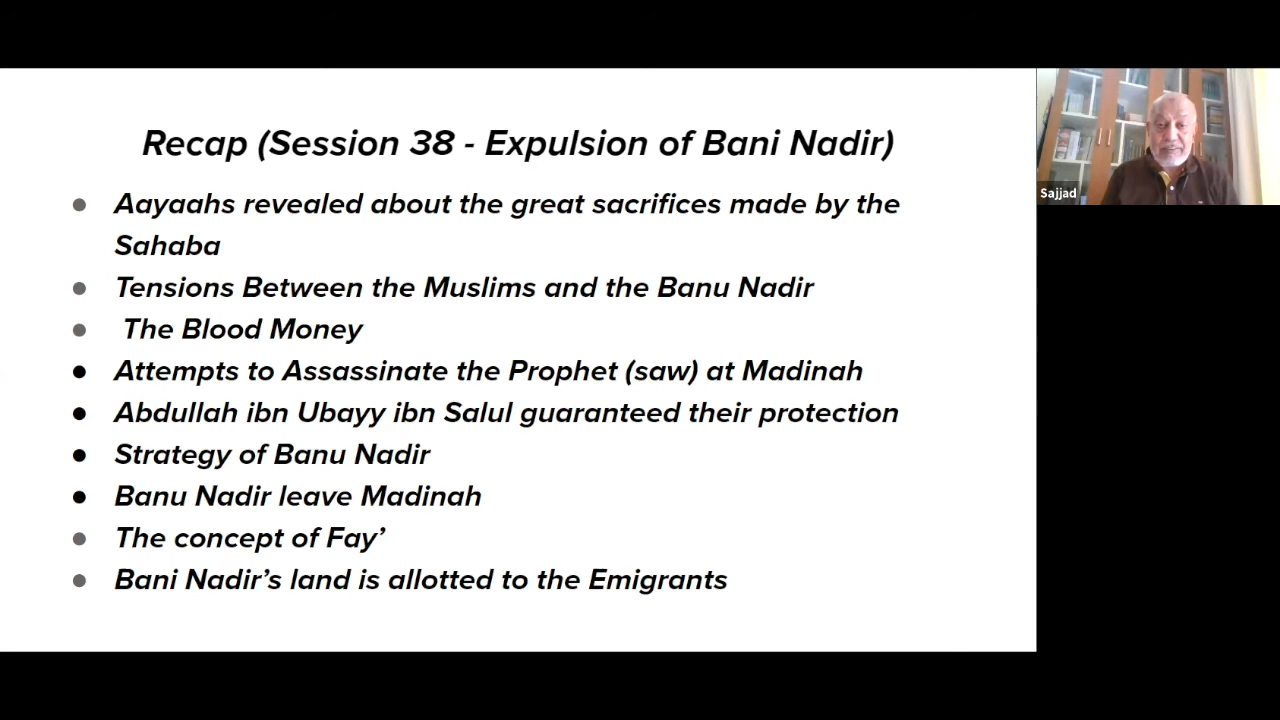 Recap (Session 38 - Expulsion of Bani Nadir)
● Aayaahs revealed about the great sacrifices made by the
Sahaba
● Tensions Between the Muslims and the Banu Nadir
● The Blood Money
● Attempts to Assassinate the Prophet (saw) at Madinah
● Abdullah ibn Ubayy ibn Salul guaranteed their protection
● Strategy of Banu Nadir
● Banu Nadir leave Madinah
● The concept of Fay’
● Bani Nadir’s land is allotted to the Emigrants
Sajjad